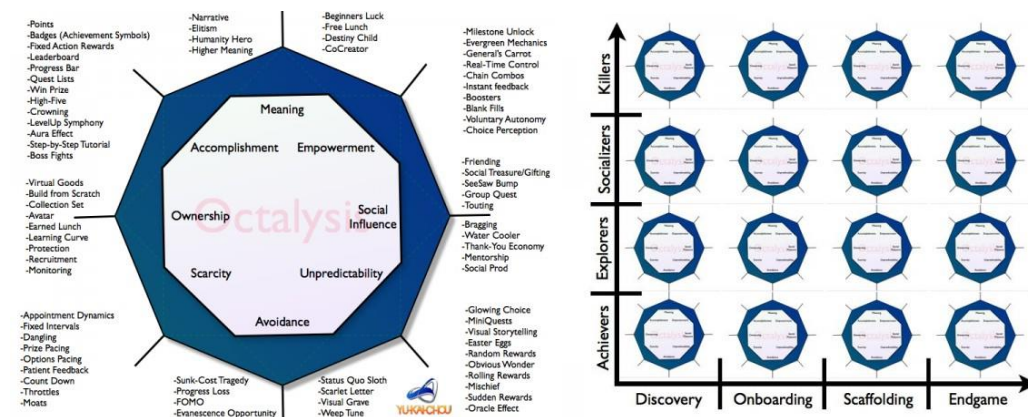 -Narrative
-Elitism
-Humanity Hero
-Higher Meaning
-Beginners Luck
-Free Lunch
-Destiny Child
-CoCreator
-Points
-Badges (Achievement Symbols)
-Fixed Action Rewards
-Leaderboard
-Progress Bar
-Quest Lists
-Win Prize
-High-Five
-Crowning
-LevelUp Symphony
-Aura Effect
-Step-by-Step Tutorial
-Boss Fights
-Milestone Unlock
-Evergreen Mechanics
-General's Carrot
-Real-Time Control
-Chain Combos
-Instant feedback
-Boosters
-Blank Fills
-Voluntary Autonomy
-Choice Perception
Meaning
Accomplishment
Empowerment
Ownership
Octalysis
Social
Influence
Scarcity
Unpredictability
Avoidance
-Virtual Goods
-Build from Scratch
-Collection Set
-Avatar
-Earned Lunch
-Learning Curve
-Protection
-Recruitment
-Monitoring
-Friending
-Social Treasure/Gifting
-SeeSaw Bump
-Group Quest
-Touting
-Bragging
-Water Cooler
-Thank-You Economy
-Mentorship
-Social Prod
-Appointment Dynamics
-Fixed Intervals
-Dangling
-Prize Pacing
-Options Pacing
-Patient Feedback
-Count Down
-Throttles
-Moats
-Sunk-Cost Tragedy
-Progress Loss
-FOMO
-Evanescence Opportunity
-Status Quo Sloth
-Scarlet Letter
-Visual Grave
-Weep Tune
YUKAICHOU
-Glowing Choice
-MiniQuests
-Visual Storytelling
-Easter Eggs
-Random Rewards
-Obvious Wonder
-Rolling Rewards
-Mischief
-Sudden Rewards
-Oracle Effect
Killers
Socializers
Explorers
Achievers
Discovery
Onboarding
Scaffolding
Endgame